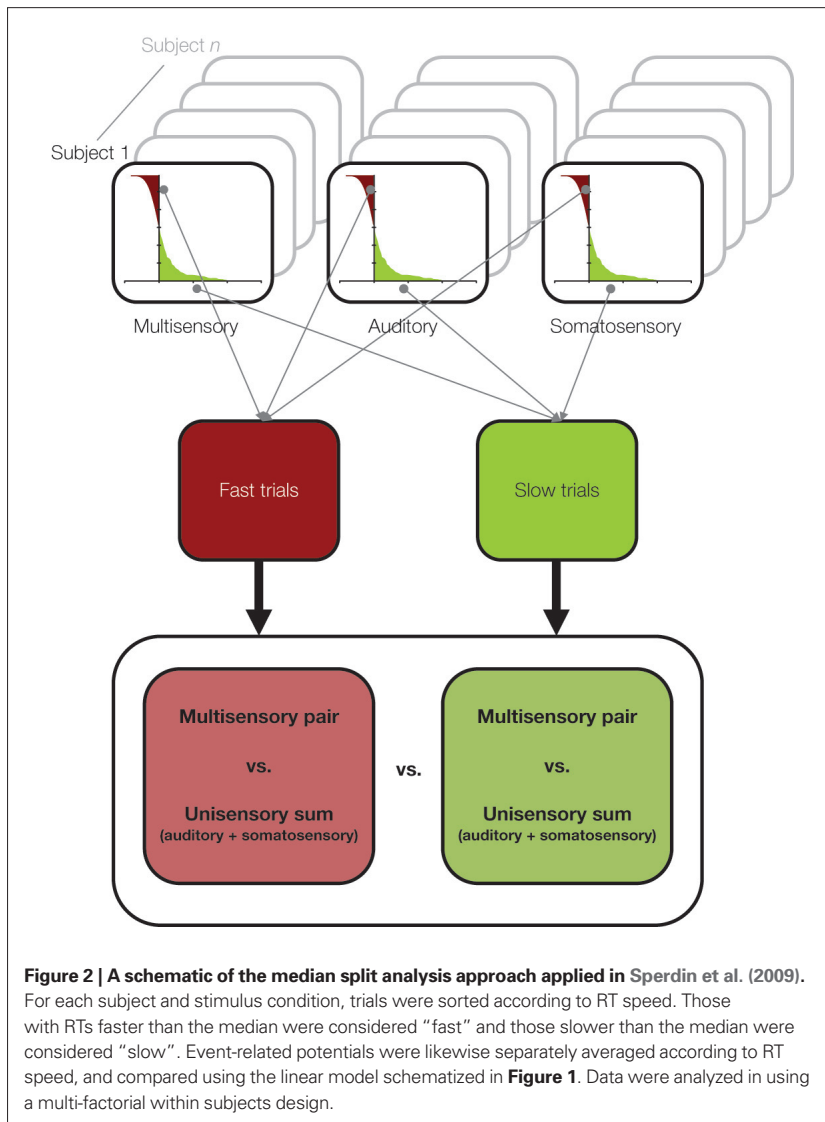 Subject n
Subject 1
Multisensory
Auditory
Somatosensory
Fast trials
Slow trials
Multisensory pair
vs.
Unisensory sum
(auditory + somatosensory)
vs.
Multisensory pair
vs.
Unisensory sum
(auditory + somatosensory)
Figure 2 | A schematic of the median split analysis approach applied in Sperdin et al. (2009).
For each subject and stimulus condition, trials were sorted according to RT speed. Those
with RTs faster than the median were considered “fast” and those slower than the median were
considered “slow”. Event-related potentials were likewise separately averaged according to RT
speed, and compared using the linear model schematized in Figure 1. Data were analyzed in using
a multi-factorial within subjects design.